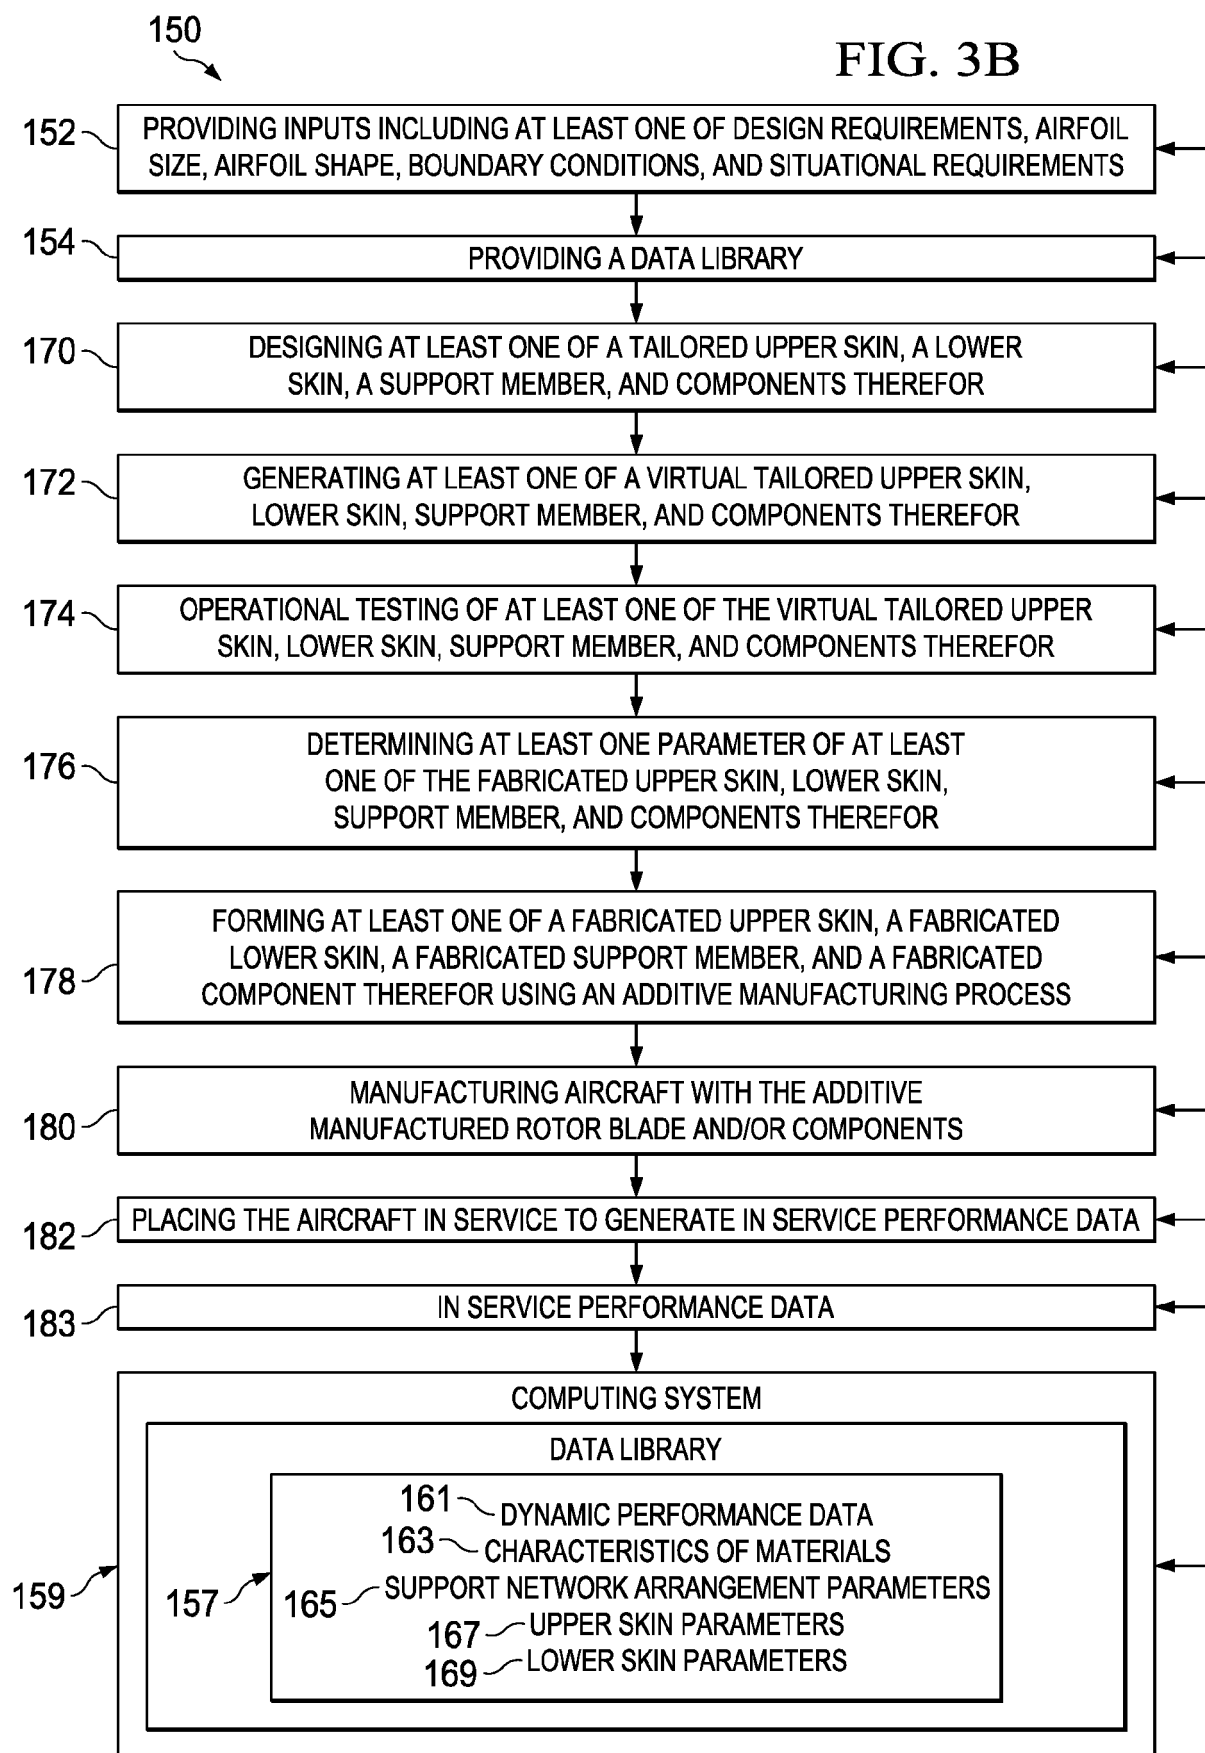 150
FIG. 3B
152
PROVIDING INPUTS INCLUDING AT LEAST ONE OF DESIGN REQUIREMENTS, AIRFOIL
SIZE, AIRFOIL SHAPE, BOUNDARY CONDITIONS, AND SITUATIONAL REQUIREMENTS
154
PROVIDING A DATA LIBRARY
170
DESIGNING AT LEAST ONE OF A TAILORED UPPER SKIN, A LOWER
SKIN, A SUPPORT MEMBER, AND COMPONENTS THEREFOR
172
GENERATING AT LEAST ONE OF A VIRTUAL TAILORED UPPER SKIN,
LOWER SKIN, SUPPORT MEMBER, AND COMPONENTS THEREFOR
174
OPERATIONAL TESTING OF AT LEAST ONE OF THE VIRTUAL TAILORED UPPER
SKIN, LOWER SKIN, SUPPORT MEMBER, AND COMPONENTS THEREFOR
176
DETERMINING AT LEAST ONE PARAMETER OF AT LEAST
ONE OF THE FABRICATED UPPER SKIN, LOWER SKIN,
SUPPORT MEMBER, AND COMPONENTS THEREFOR
178
FORMING AT LEAST ONE OF A FABRICATED UPPER SKIN, A FABRICATED
LOWER SKIN, A FABRICATED SUPPORT MEMBER, AND A FABRICATED
COMPONENT THEREFOR USING AN ADDITIVE MANUFACTURING PROCESS
180
MANUFACTURING AIRCRAFT WITH THE ADDITIVE
MANUFACTURED ROTOR BLADE AND/OR COMPONENTS
182
PLACING THE AIRCRAFT IN SERVICE TO GENERATE IN SERVICE PERFORMANCE DATA
183
IN SERVICE PERFORMANCE DATA
COMPUTING SYSTEM
DATA LIBRARY
161
DYNAMIC PERFORMANCE DATA
163
CHARACTERISTICS OF MATERIALS
159
157
165
SUPPORT NETWORK ARRANGEMENT PARAMETERS
167
UPPER SKIN PARAMETERS
169
LOWER SKIN PARAMETERS